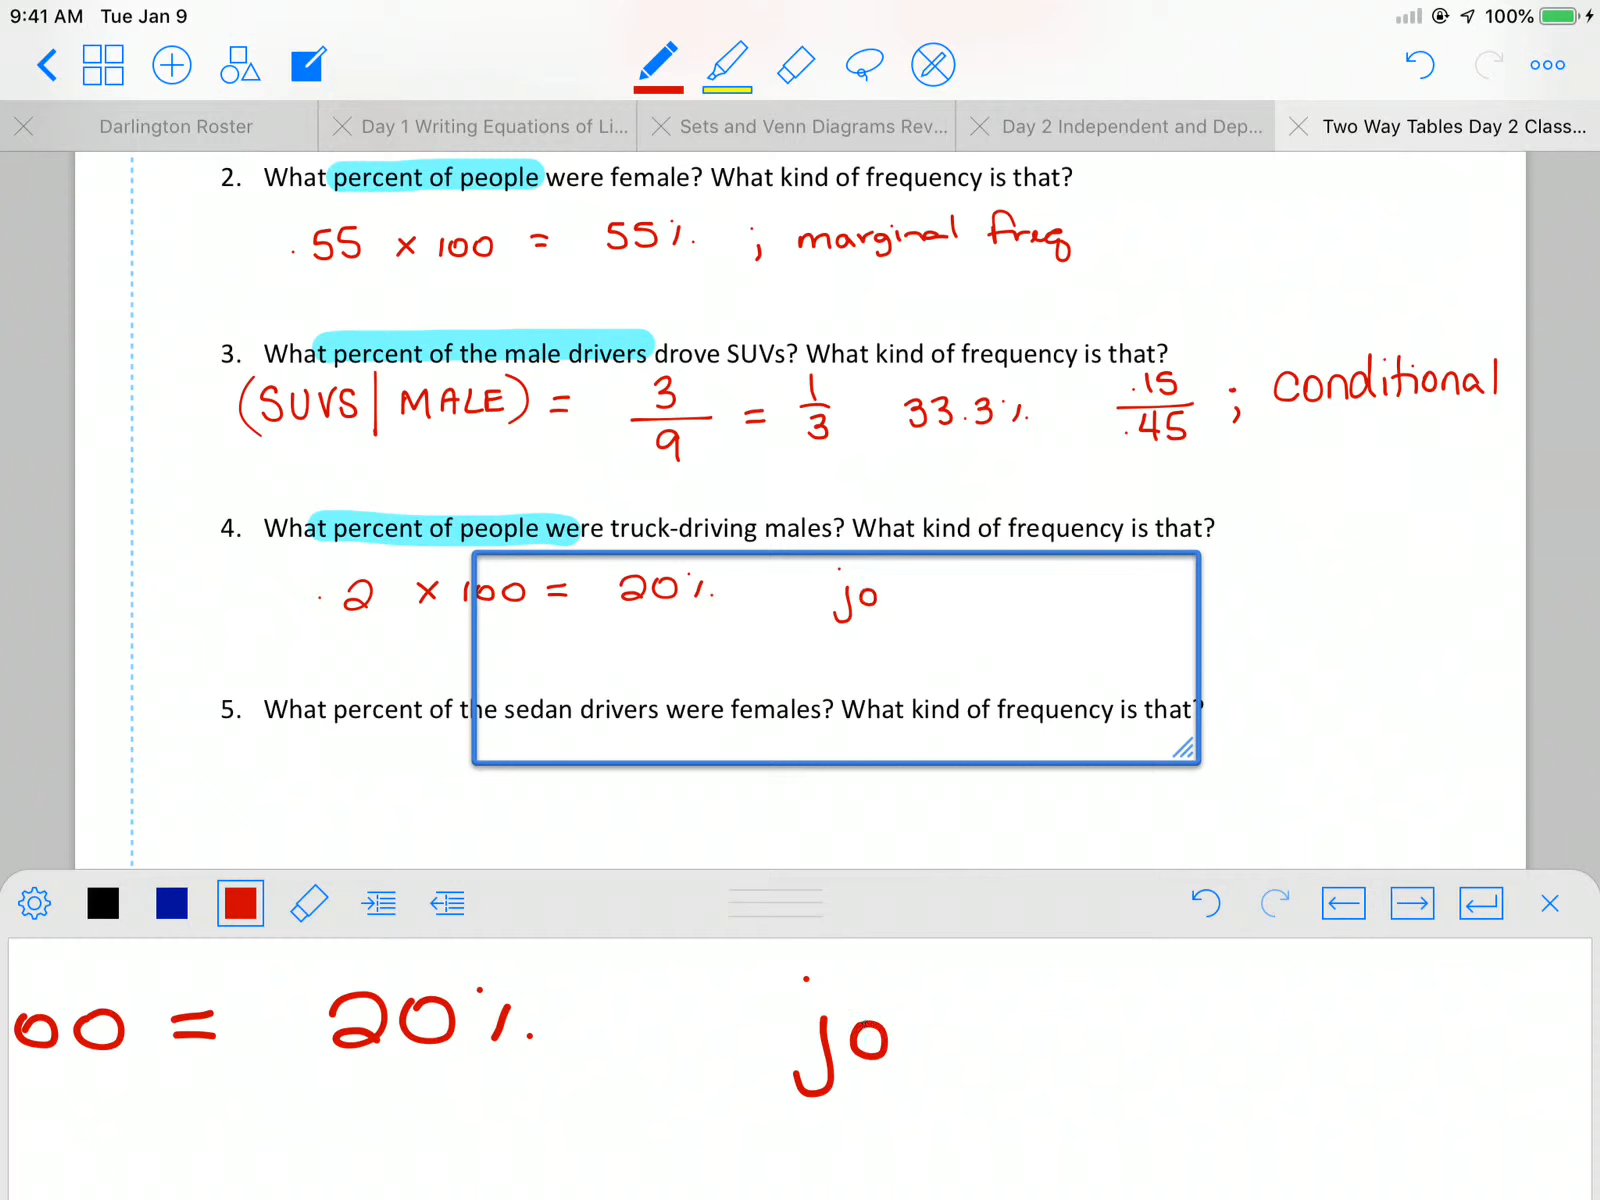 9:41 AM Tue Jan 9
100%
Darlington Roster
Day 1 Writing Equations of Li...
Sets and Venn Diagrams Rev...
Day 2 Independent and Dep...
Two Way Tables Day 2 Class...
2. What percent of people were female? What kind of frequency is that?
.55 x 100 = 55% ; marginal freq
3. What percent of the male drivers drove SUVs? What kind of frequency is that?
(SUVS | MALE) = 3/9 = 1/3 33.3% .15/.45 ; conditional
4. What percent of people were truck-driving males? What kind of frequency is that?
.2 x 100 = 20% jo
5. What percent of the sedan drivers were females? What kind of frequency is that?
00 = 20% jo